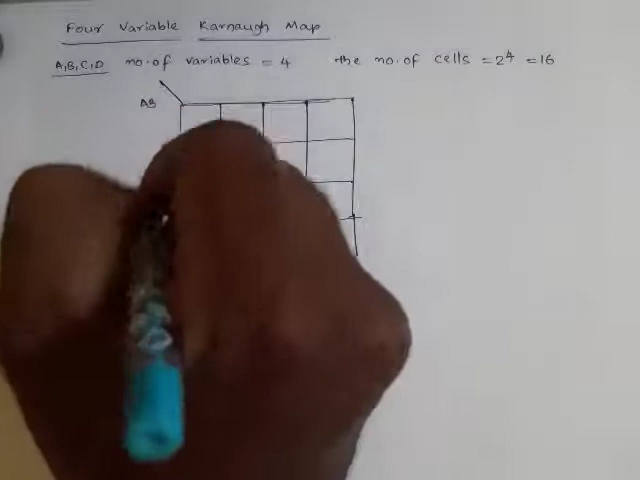 Four Variable Karnaugh Map
A,B,C,D no.of variables = 4 the no.of cells = 2⁴ = 16
AB